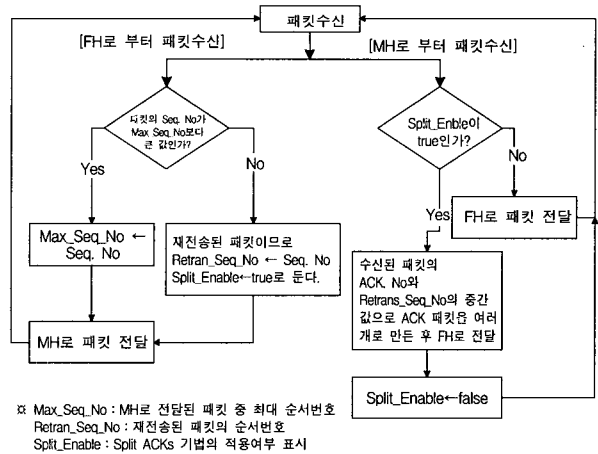 패킷수신
[FH로 부터 패킷수신]
[MH로 부터 패킷수신]
패킷의 Seq. No가
Max_Seq_No보다
큰 값인가?
Split_Enble이
true인가?
Yes
No
Yes
No
Max_Seq_No ←
Seq. No
재전송된 패킷이므로
Retran_Seq_No ← Seq. No
Split_Enable←true로 둔다.
FH로 패킷 전달
수신된 패킷의
ACK. No와
Retrans_Seq_No의 중간
값으로 ACK 패킷을 여러
개로 만든 후 FH로 전달
MH로 패킷 전달
Split_Enable←false
¤ Max_Seq_No : MH로 전달된 패킷 중 최대 순서번호
Retran_Seq_No : 재전송된 패킷의 순서번호
Split_Enable : Split ACKs 기법의 적용여부 표시